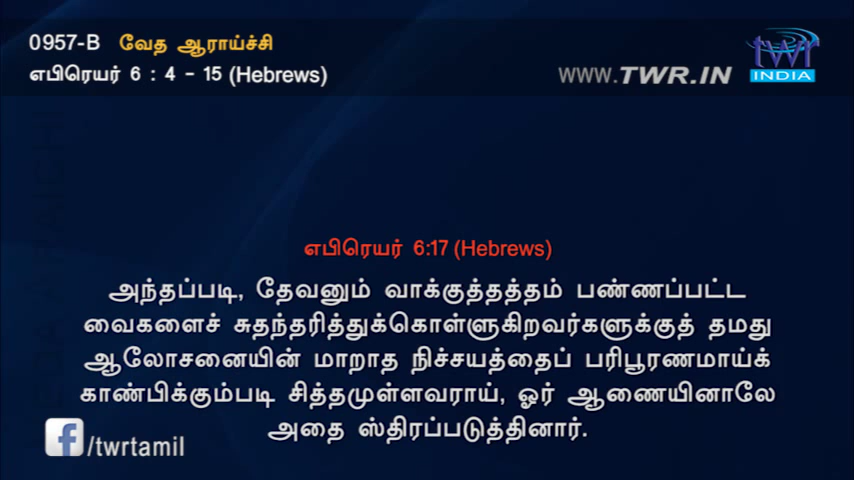 0957-B வேத ஆராய்ச்சி
எபிரெயர் 6 : 4 - 15 (Hebrews)
WWW.TWR.IN
twr
INDIA
எபிரெயர் 6:17 (Hebrews)
அந்தப்படி, தேவனும் வாக்குத்தத்தம் பண்ணப்பட்ட
வைகளைச் சுதந்தரித்துக்கொள்ளுகிறவர்களுக்குத் தமது
ஆலோசனையின் மாறாத நிச்சயத்தைப் பரிபூரணமாய்க்
காண்பிக்கும்படி சித்தமுள்ளவராய், ஓர் ஆணையினாலே
அதை ஸ்திரப்படுத்தினார்.
f/twrtamil